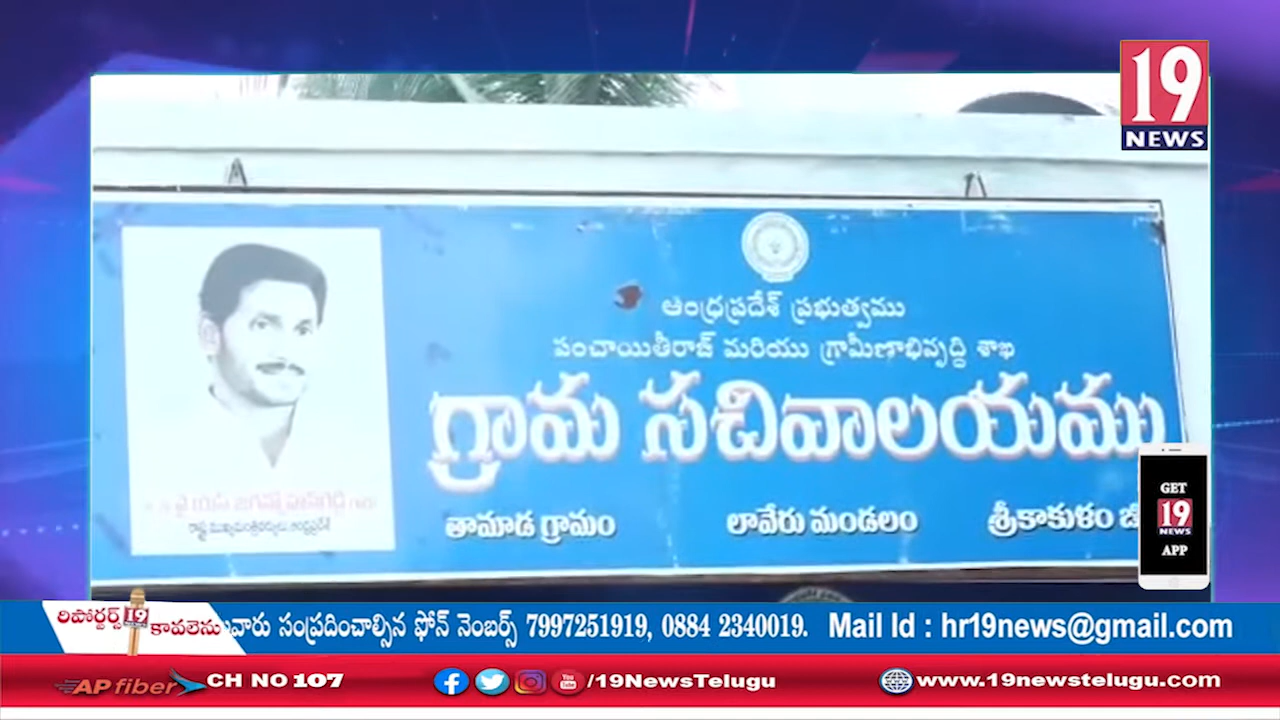 19
NEWS
ఆంధ్రప్రదేశ్ ప్రభుత్వము
పంచాయితీరాజ్ మరియు గ్రామీణాభివృద్ధి శాఖ
గ్రామ సచివాలయము
తామాడ గ్రామం లావేరు మండలం శ్రీకాకుళం
GET
19
NEWS
APP
రిపోర్టర్స్ 19 కావలెను
వారు సంప్రదించాల్సిన ఫోన్ నెంబర్స్ 7997251919, 0884 2340019. Mail Id : hr19news@gmail.com
AP fiber CH NO 107 /19NewsTelugu www.19newstelugu.com